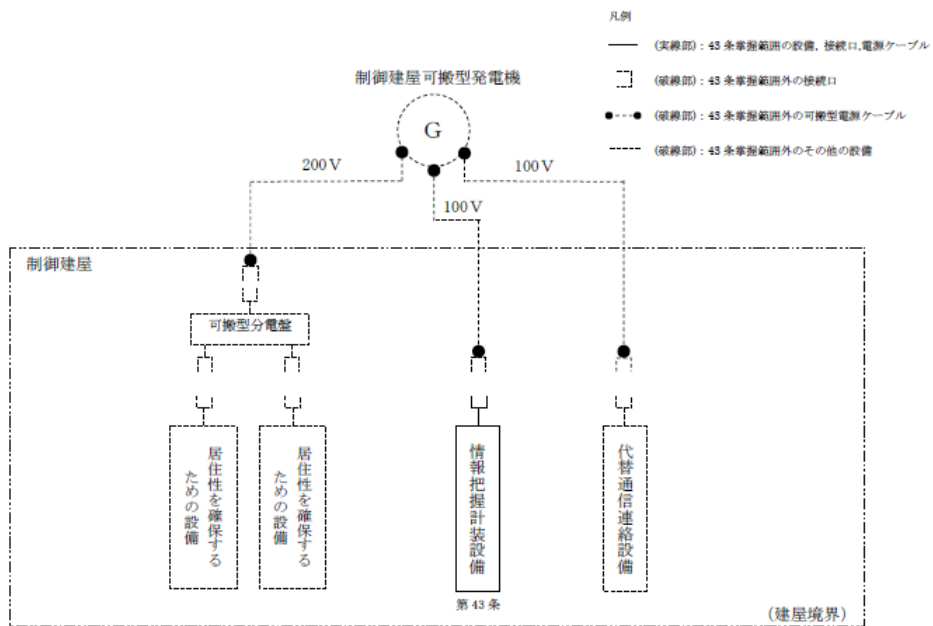 凡例
(実線部):43条掌握範囲の設備,接続口,電源ケーブル
(破線部):43条掌握範囲外の接続口
(破線部):43条掌握範囲外の可搬型電源ケーブル
(破線部):43条掌握範囲外のその他の設備
制御建屋可搬型発電機
G
200V
100V
100V
制御建屋
可搬型分電盤
居住性を確保する
ための設備
居住性を確保する
ための設備
情報把握計装設備
代替通信連絡設備
第43条
(建屋境界)